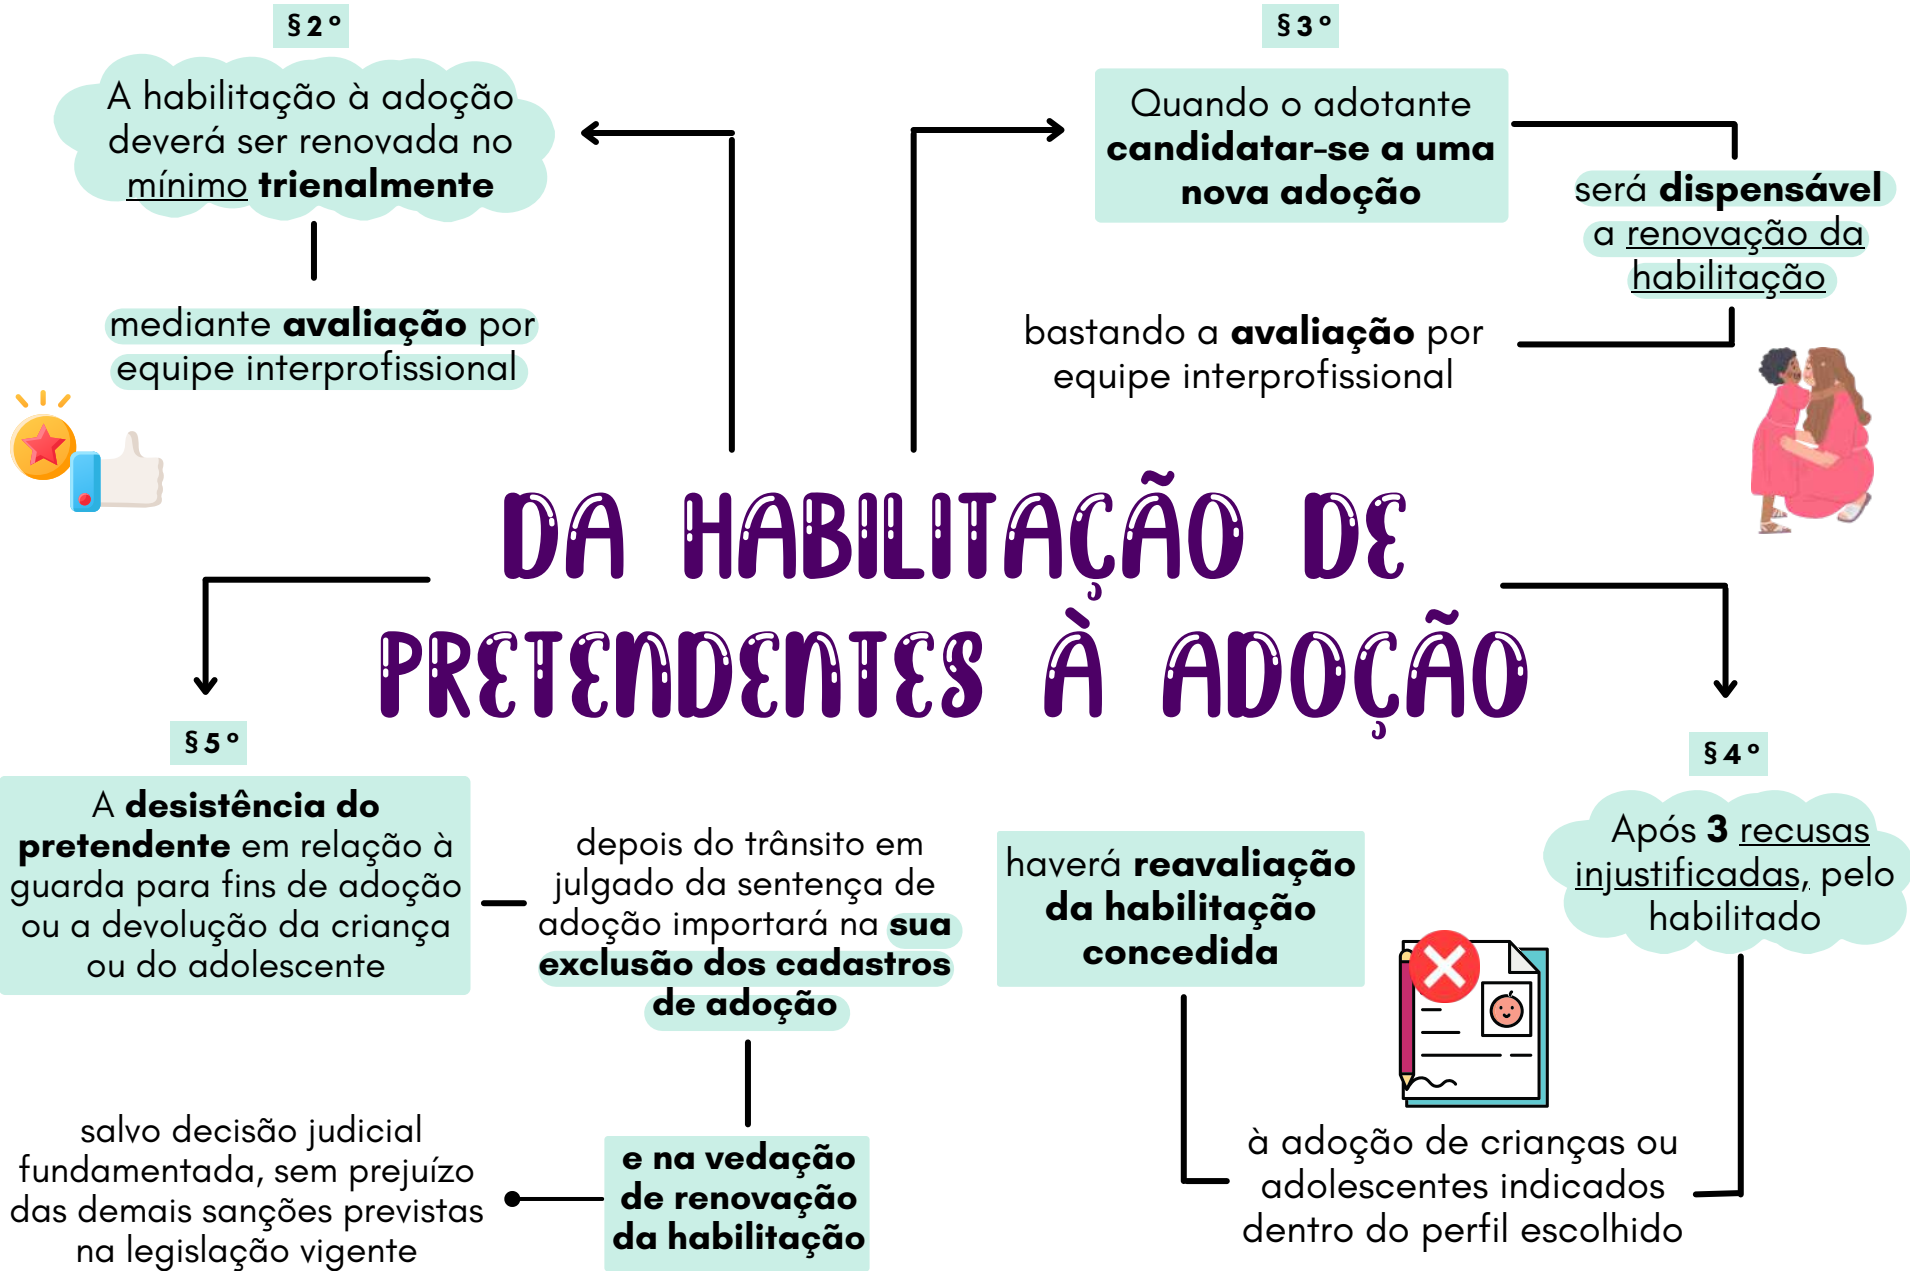 §2º
A habilitação à adoção
deverá ser renovada no
mínimo trienalmente
mediante avaliação por
equipe interprofissional
§3º
Quando o adotante
candidatar-se a uma
nova adoção
será dispensável
a renovação da
habilitação
bastando a avaliação por
equipe interprofissional
DA HABILITAÇÃO DE
PRETENDENTES À ADOÇÃO
§5º
A desistência do
pretendente em relação à
guarda para fins de adoção
ou a devolução da criança
ou do adolescente
depois do trânsito em
julgado da sentença de
adoção importará na sua
exclusão dos cadastros
de adoção
e na vedação
de renovação
da habilitação
salvo decisão judicial
fundamentada, sem prejuízo
das demais sanções previstas
na legislação vigente
§4º
Após 3 recusas
injustificadas, pelo
habilitado
à adoção de crianças ou
adolescentes indicados
dentro do perfil escolhido
haverá reavaliação
da habilitação
concedida